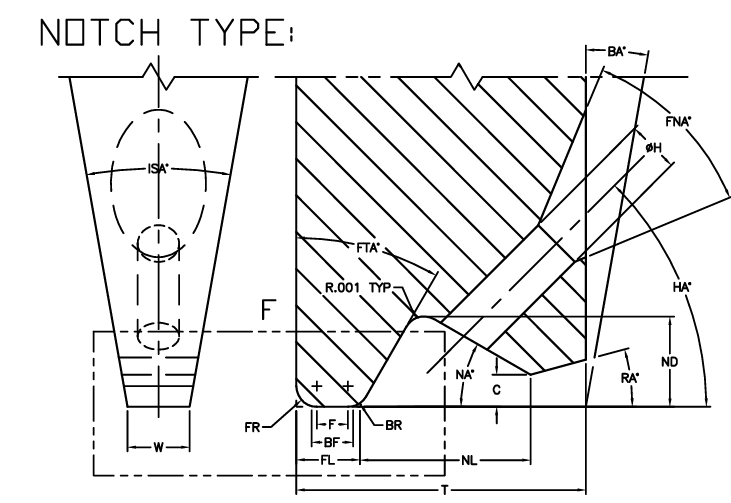 NOTCH TYPE:
BA°
FNA°
øH
ISA°
FTA°
R.001 TYP
HA°
F
ND
NA°
C
RA°
FR
F
BR
W
BF
FL
NL
T